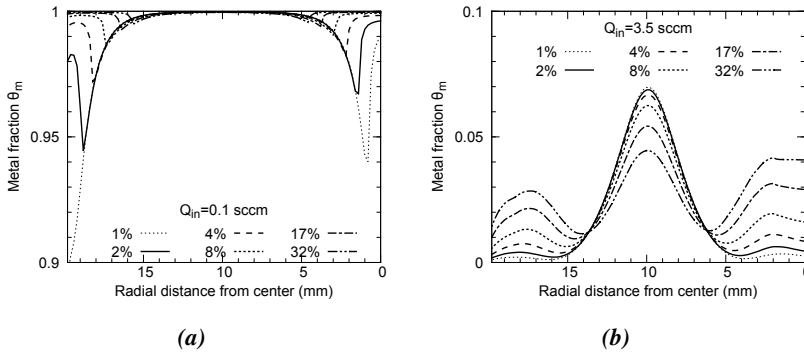 (a)
1
0.95
0.9
Metal fraction θm
Qin=0.1 sccm
1% 4% 17%
2% 8% 32%
15 10 5 0
Radial distance from center (mm)
(a)
(b)
0.1
0.05
0
Metal fraction θm
Qin=3.5 sccm
1% 4% 17%
2% 8% 32%
15 10 5 0
Radial distance from center (mm)
(b)